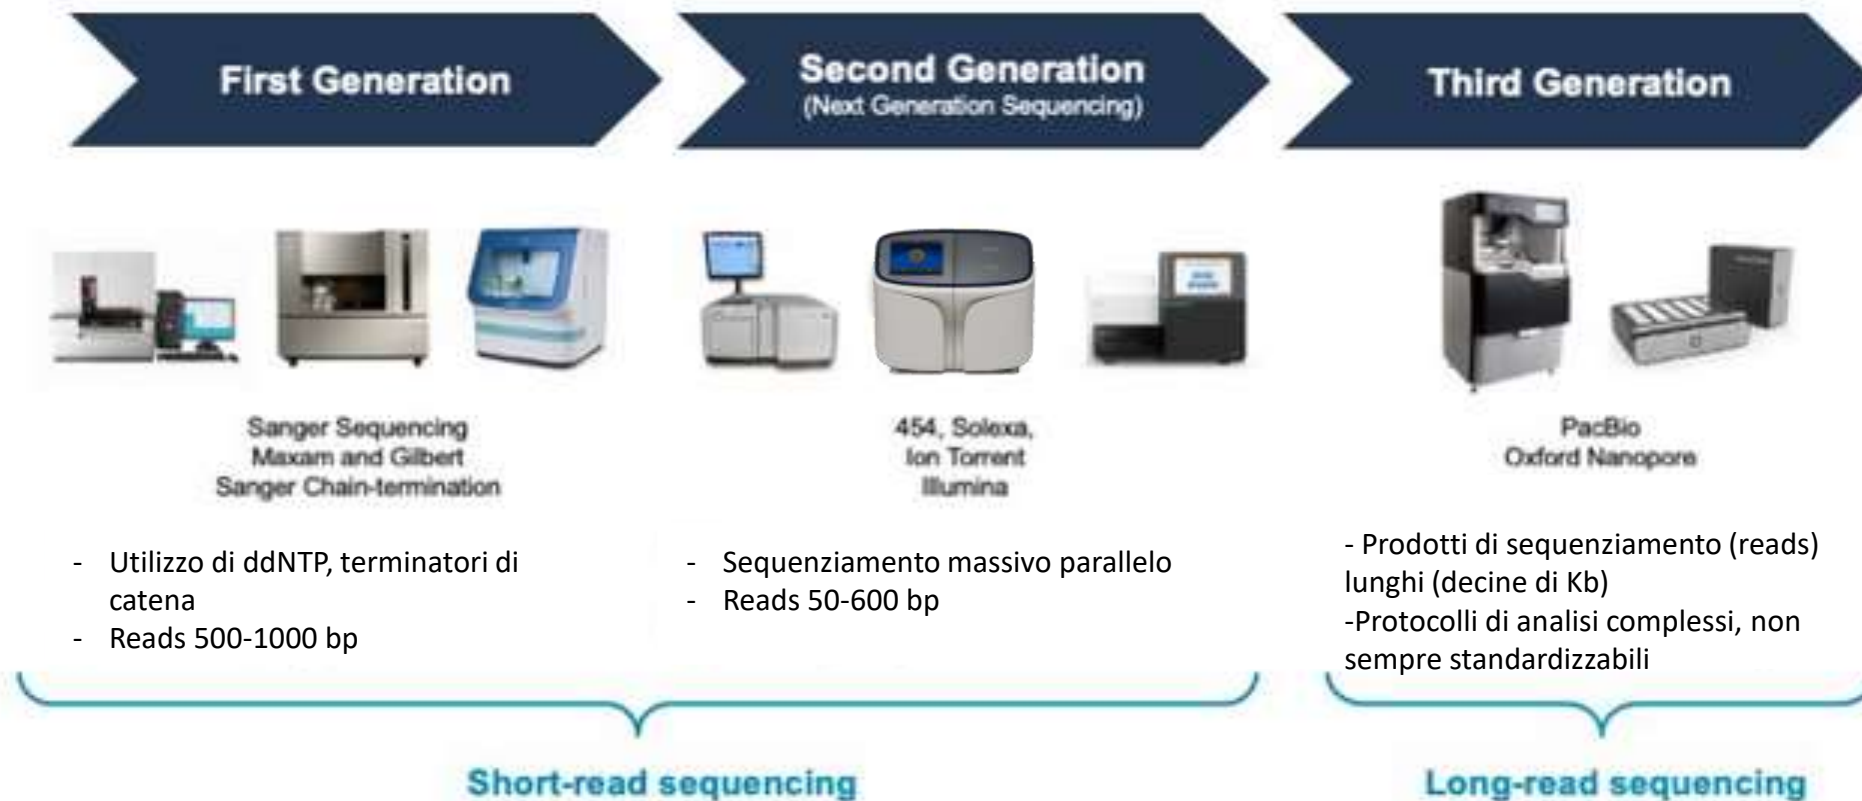 First Generation
Second Generation
(Next Generation Sequencing)
Third Generation
Sanger Sequencing
Maxam and Gilbert
Sanger Chain-termination
454, Solexa,
Ion Torrent
Illumina
PacBio
Oxford Nanopore
- Utilizzo di ddNTP, terminatori di
catena
- Reads 500-1000 bp
- Sequenziamento massivo parallelo
- Reads 50-600 bp
- Prodotti di sequenziamento (reads)
lunghi (decine di Kb)
-Protocolli di analisi complessi, non
sempre standardizzabili
Short-read sequencing
Long-read sequencing